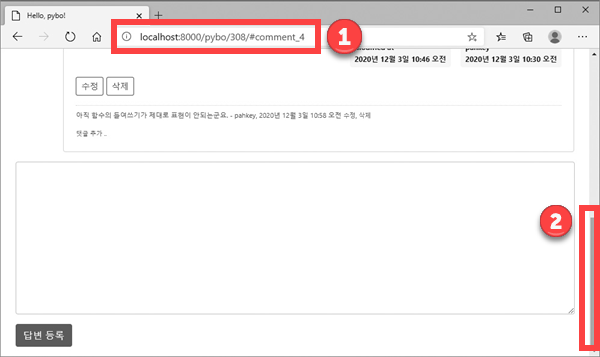 Hello, pybo!
localhost:8000/pybo/308/#comment_4
1
pahkey
2020년 12월 3일 10:46 오전
2020년 12월 3일 10:30 오전
수정
삭제
아직 함수의 들여쓰기가 제대로 표현이 안되는군요. - pahkey, 2020년 12월 3일 10:58 오전 수정, 삭제
댓글 추가 ..
2
답변 등록